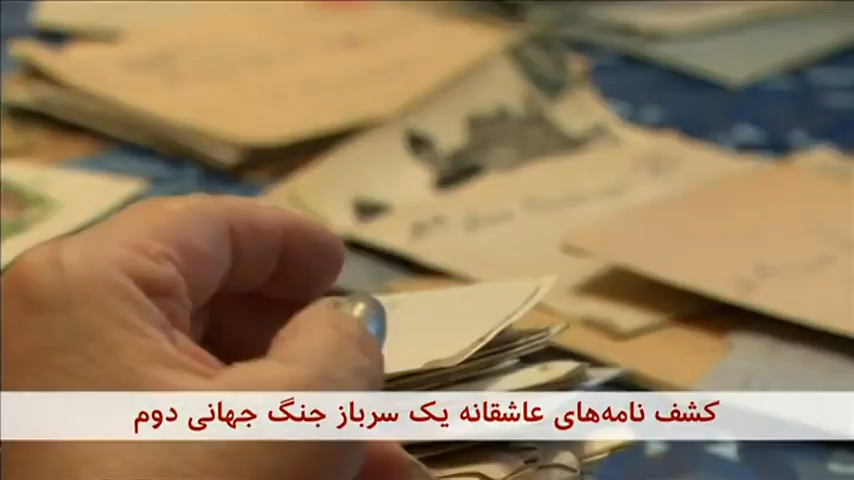 کشف نامه‌های عاشقانه یک سرباز جنگ جهانی دوم